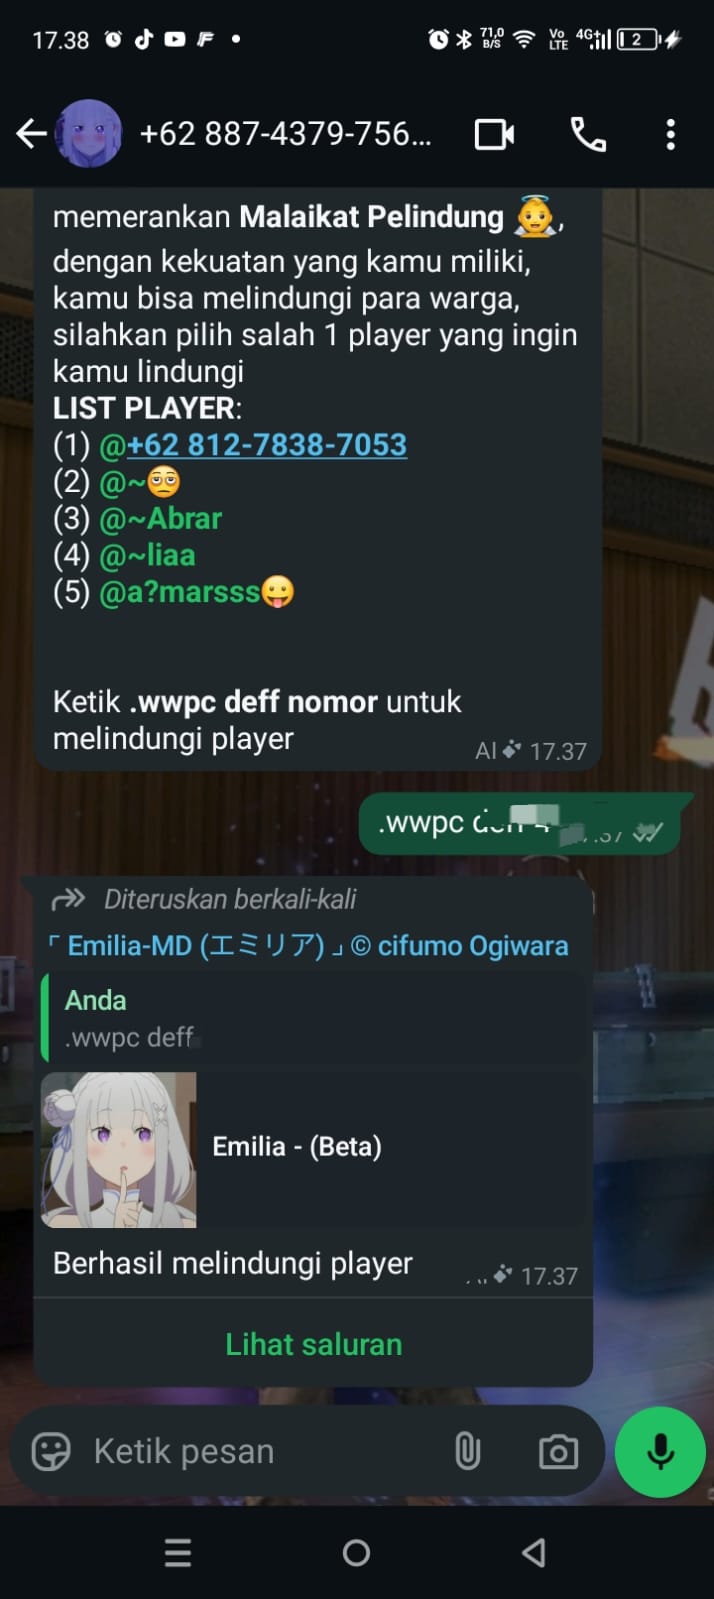 17.38
71,0
B/S
Vo
LTE
4G+
2
+62 887-4379-756...
memerankan Malaikat Pelindung 👼,
dengan kekuatan yang kamu miliki,
kamu bisa melindungi para warga,
silahkan pilih salah 1 player yang ingin
kamu lindungi
LIST PLAYER:
(1) @+62 812-7838-7053
(2) @~🙄
(3) @~Abrar
(4) @~liaa
(5) @a?marsss😛
Ketik .wwpc deff nomor untuk
melindungi player
AI 17.37
.wwpc
Diteruskan berkali-kali
「 Emilia-MD (エミリア) 」 © cifumo Ogiwara
Anda
.wwpc deff
Emilia - (Beta)
Berhasil melindungi player
17.37
Lihat saluran
Ketik pesan